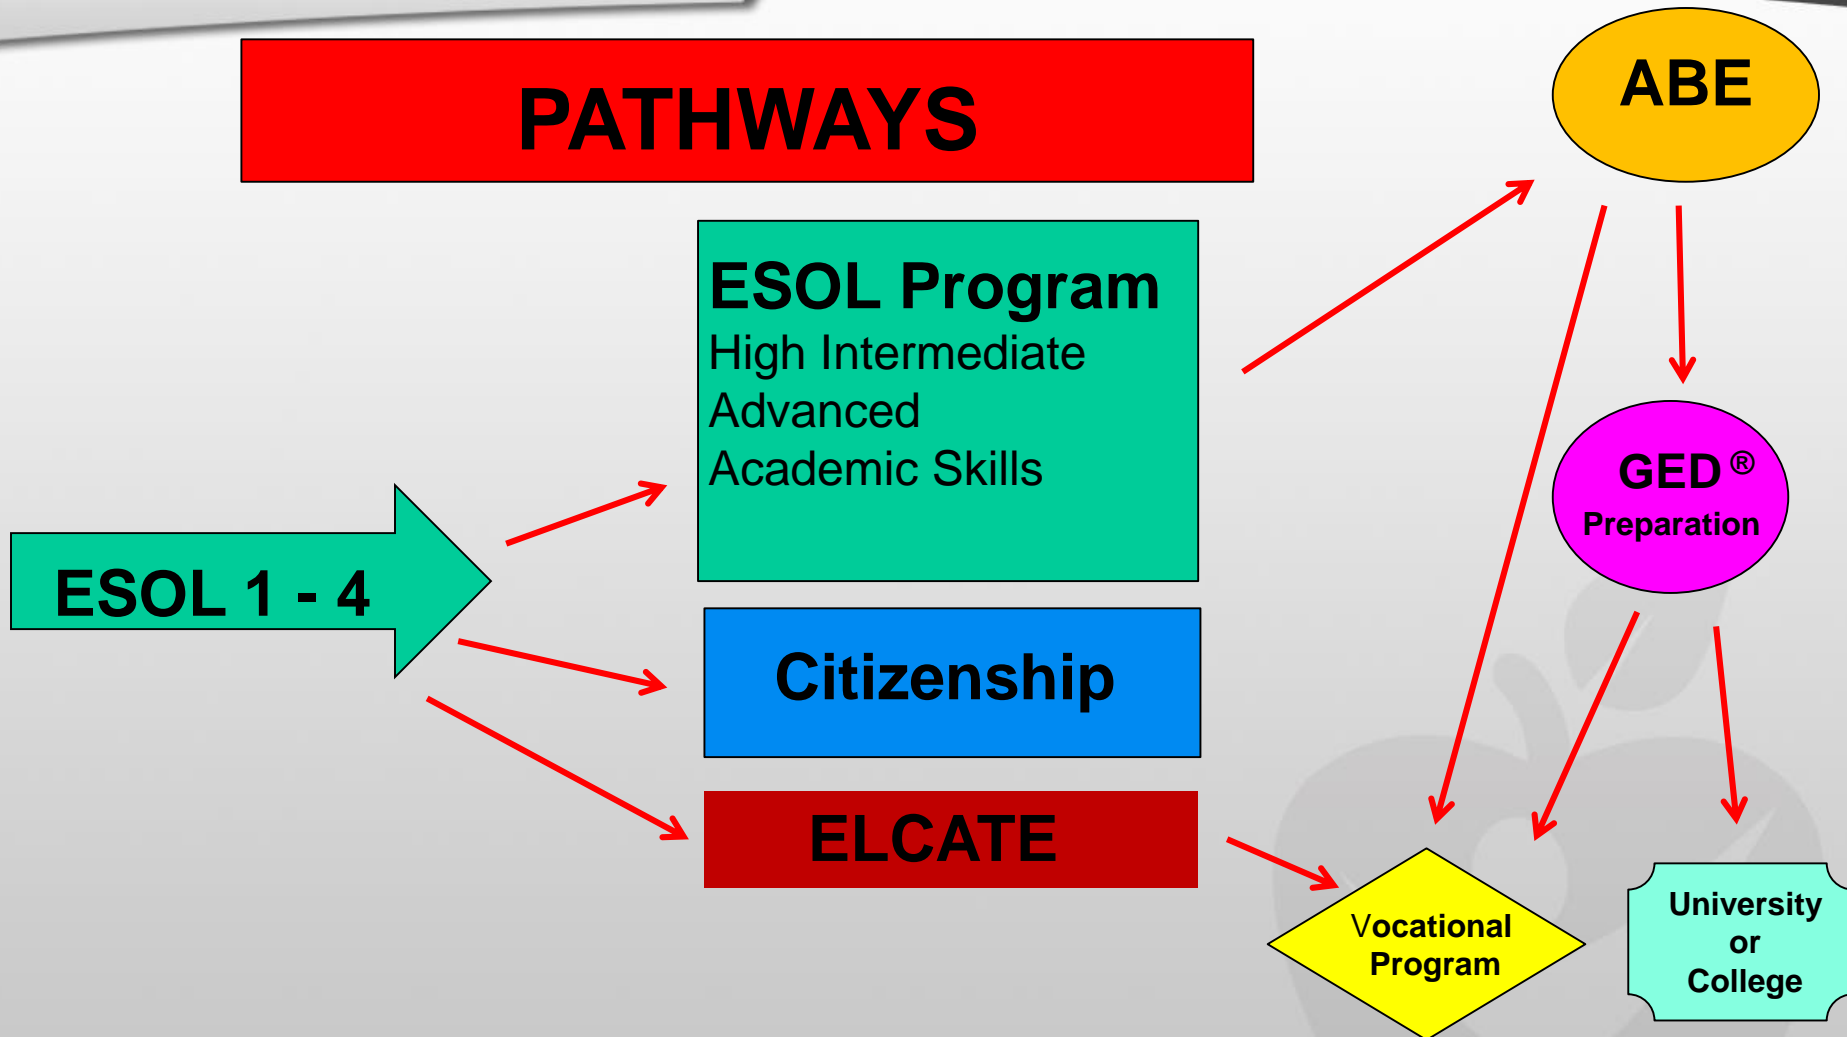 PATHWAYS
ABE
ESOL Program
High Intermediate
Advanced
Academic Skills
GED ®
Preparation
ESOL 1 - 4
Citizenship
ELCATE
Vocational
Program
University
or
College